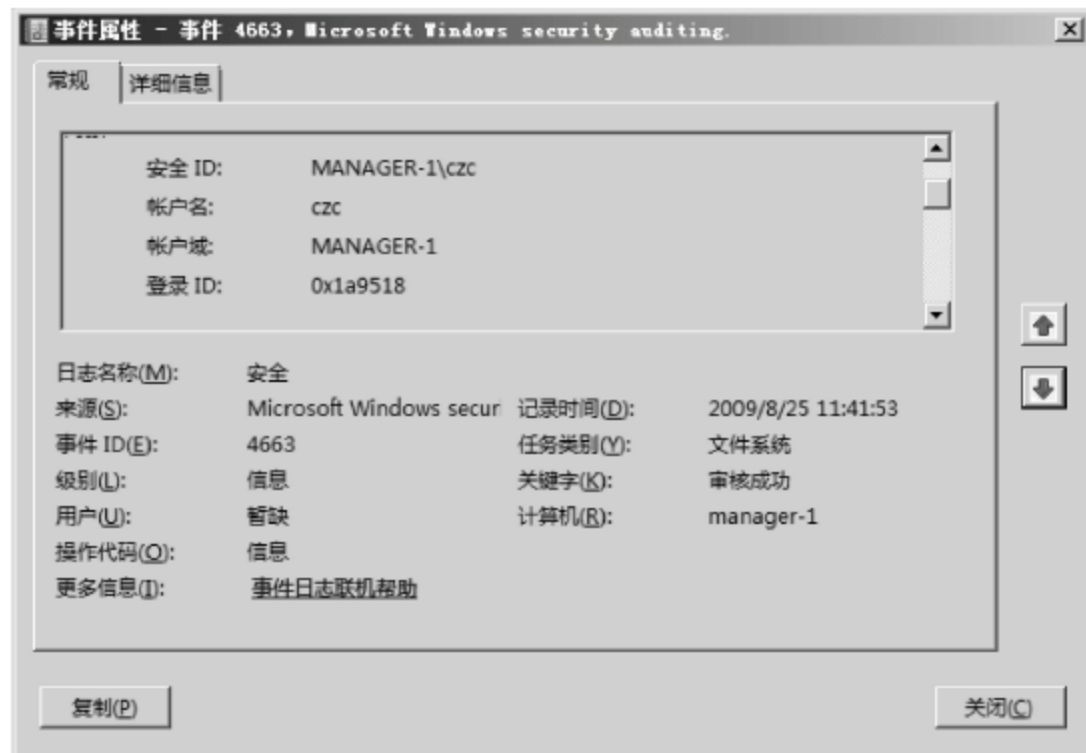 事件属性 - 事件 4663，Microsoft Windows security auditing.
常规 详细信息
安全 ID: MANAGER-1\czc
帐户名: czc
帐户域: MANAGER-1
登录 ID: 0x1a9518
日志名称(M): 安全
来源(S): Microsoft Windows securi 记录时间(D): 2009/8/25 11:41:53
事件 ID(E): 4663 任务类别(Y): 文件系统
级别(L): 信息 关键字(K): 审核成功
用户(U): 暂缺 计算机(R): manager-1
操作代码(O): 信息
更多信息(I): 事件日志联机帮助
复制(P) 关闭(C)